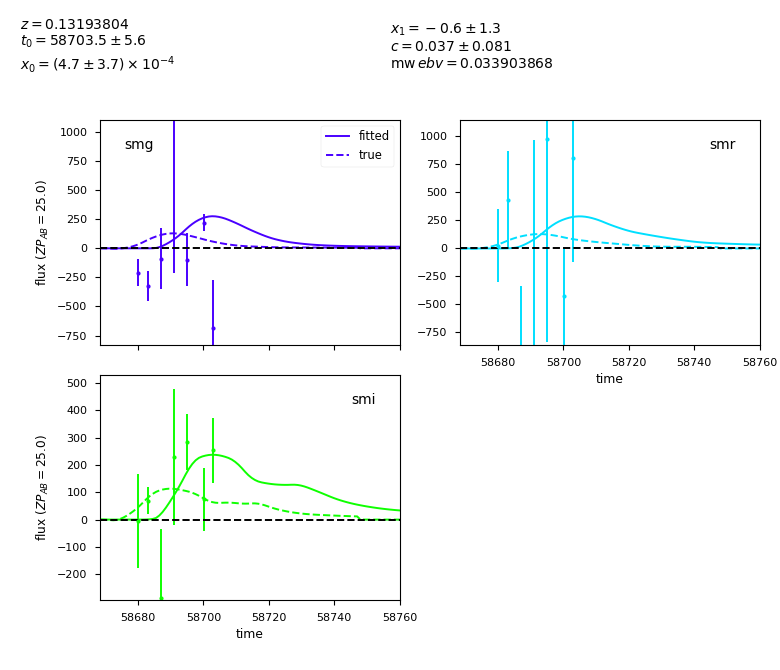 z = 0.13193804
t0 = 58703.5 ± 5.6
x0 = (4.7 ± 3.7) × 10^-4
x1 = −0.6 ± 1.3
c = 0.037 ± 0.081
mwebv = 0.033903868
smg
fitted
true
1000
750
500
250
0
−250
−500
−750
flux (ZP_AB = 25.0)
smr
1000
750
500
250
0
−250
−500
−750
58680 58700 58720 58740 58760
time
smi
500
400
300
200
100
0
−100
−200
flux (ZP_AB = 25.0)
58680 58700 58720 58740 58760
time